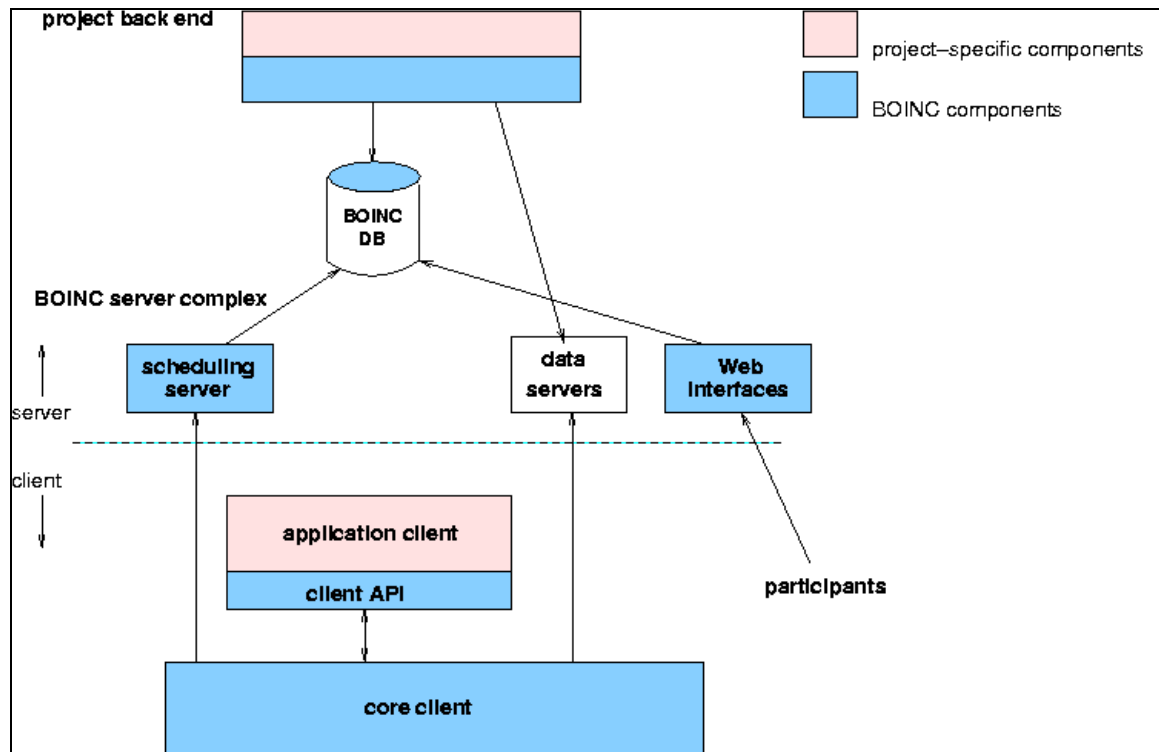 project back end
project–specific components
BOINC components
BOINC
DB
BOINC server complex
scheduling
server
data
servers
Web
interfaces
server
client
application client
client API
participants
core client